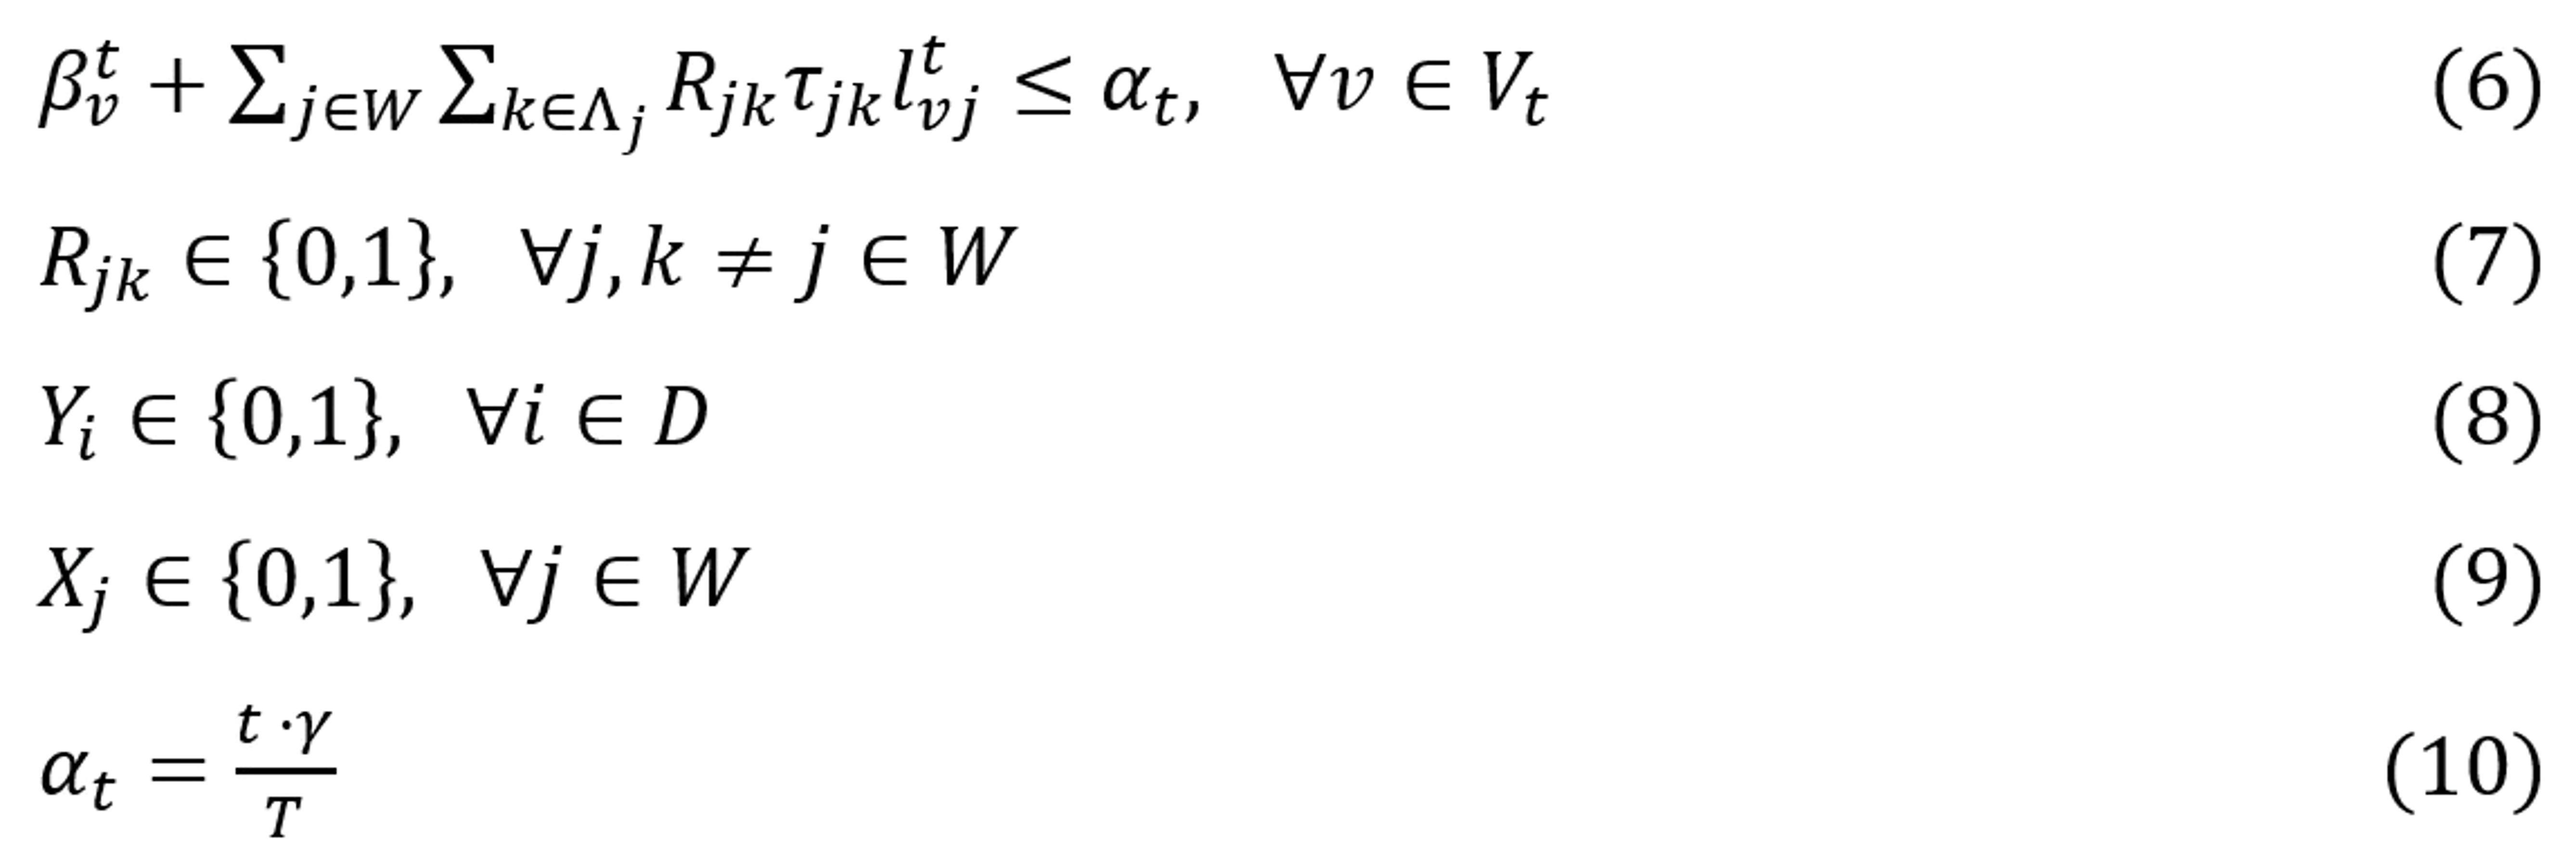 β_v^t + ∑_{j∈W} ∑_{k∈Λ_j} R_{jk} τ_{jk} l_{vj}^t ≤ α_t, ∀v ∈ V_t (6)
R_{jk} ∈ {0,1}, ∀j, k ≠ j ∈ W (7)
Y_i ∈ {0,1}, ∀i ∈ D (8)
X_j ∈ {0,1}, ∀j ∈ W (9)
α_t = \frac{t · γ}{T} (10)